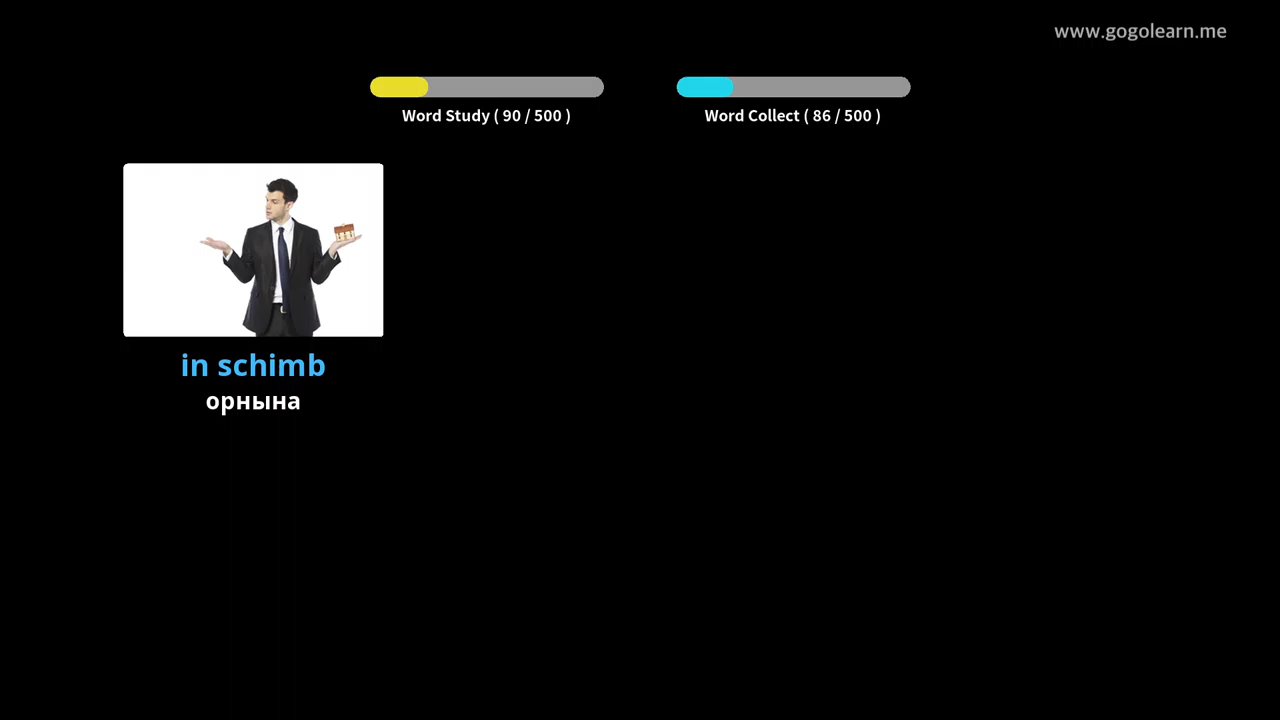 www.gogolearn.me
Word Study ( 90 / 500 )
Word Collect ( 86 / 500 )
in schimb
орнына